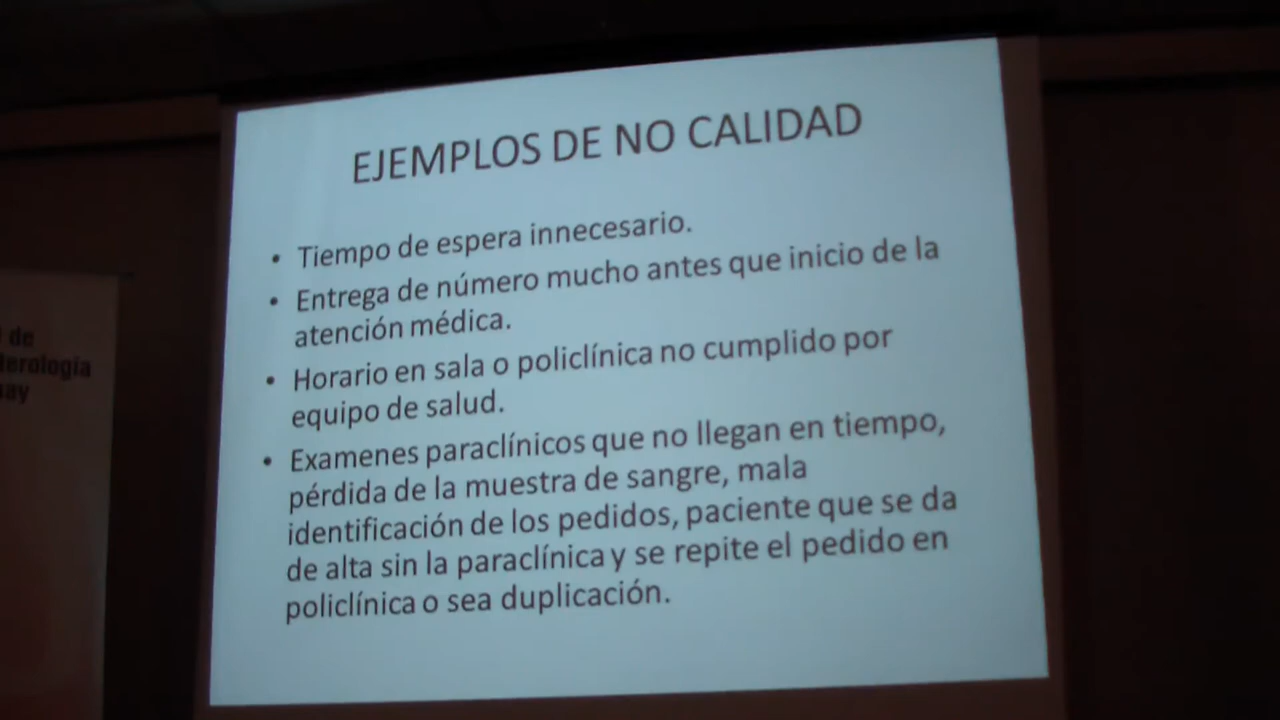 EJEMPLOS DE NO CALIDAD
• Tiempo de espera innecesario.
• Entrega de número mucho antes que inicio de la
atención médica.
• Horario en sala o policlínica no cumplido por
equipo de salud.
• Examenes paraclínicos que no llegan en tiempo,
pérdida de la muestra de sangre, mala
identificación de los pedidos, paciente que se da
de alta sin la paraclínica y se repite el pedido en
policlínica o sea duplicación.
de